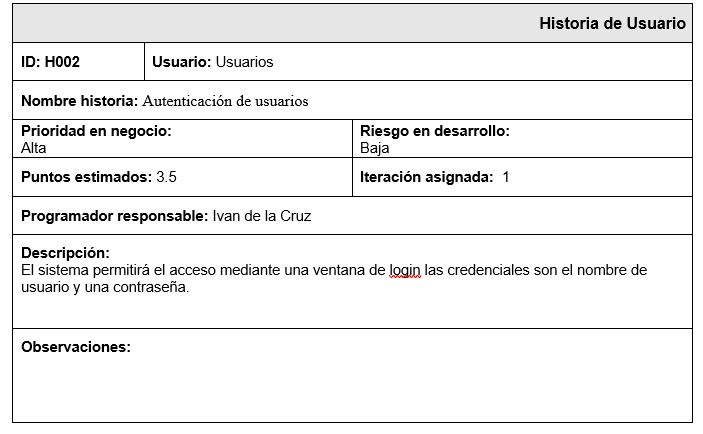 Historia de Usuario
ID: H002
Usuario: Usuarios
Nombre historia: Autenticación de usuarios
Prioridad en negocio:
Alta
Riesgo en desarrollo:
Baja
Puntos estimados: 3.5
Iteración asignada: 1
Programador responsable: Ivan de la Cruz
Descripción:
El sistema permitirá el acceso mediante una ventana de login las credenciales son el nombre de
usuario y una contraseña.
Observaciones: